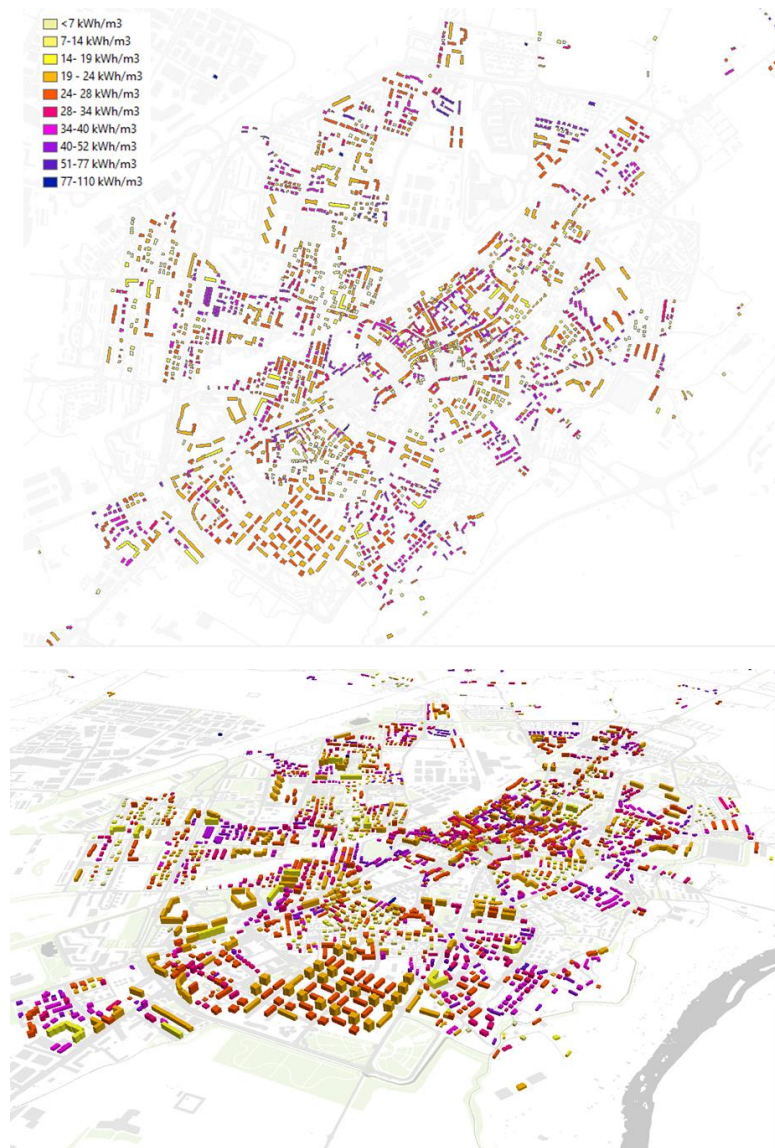 <7 kWh/m3
7-14 kWh/m3
14- 19 kWh/m3
19 - 24 kWh/m3
24- 28 kWh/m3
28- 34 kWh/m3
34-40 kWh/m3
40-52 kWh/m3
51-77 kWh/m3
77-110 kWh/m3